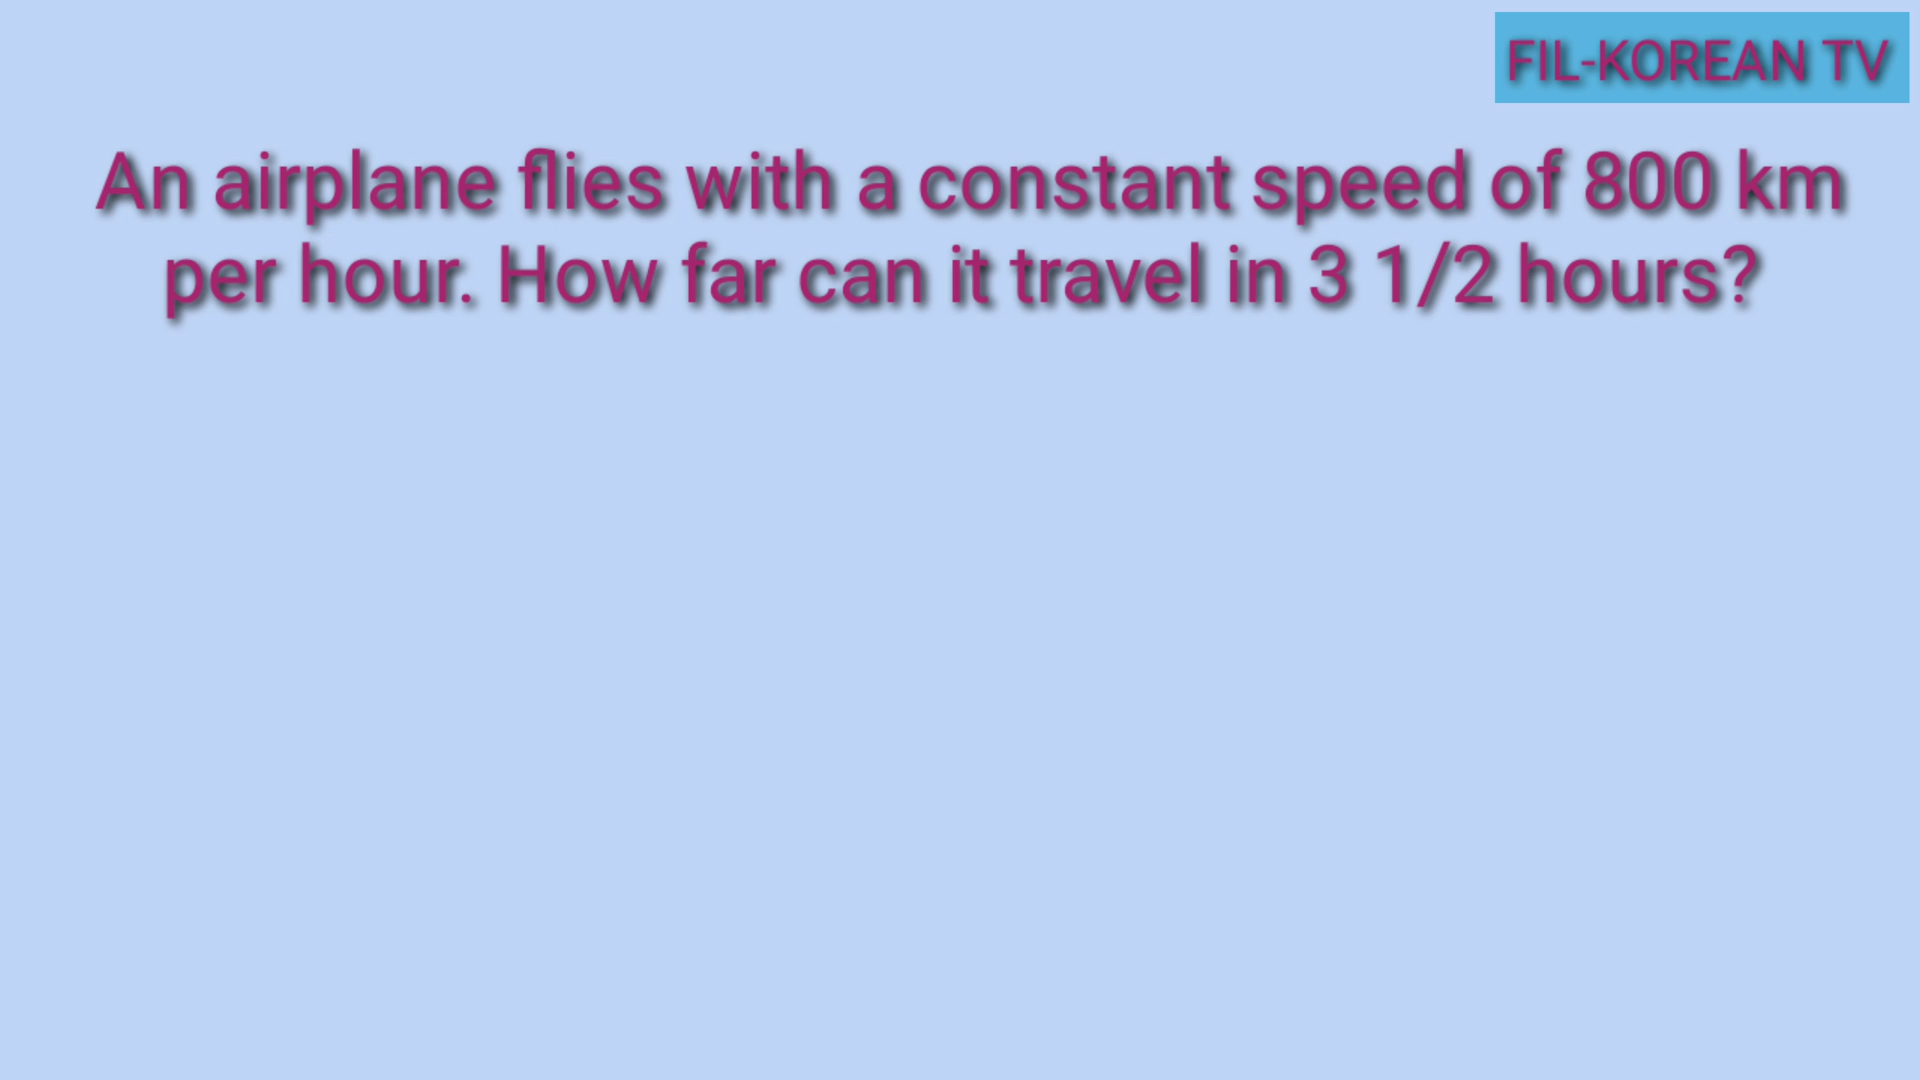 FIL-KOREAN TV
An airplane flies with a constant speed of 800 km
per hour. How far can it travel in 3 1/2 hours?